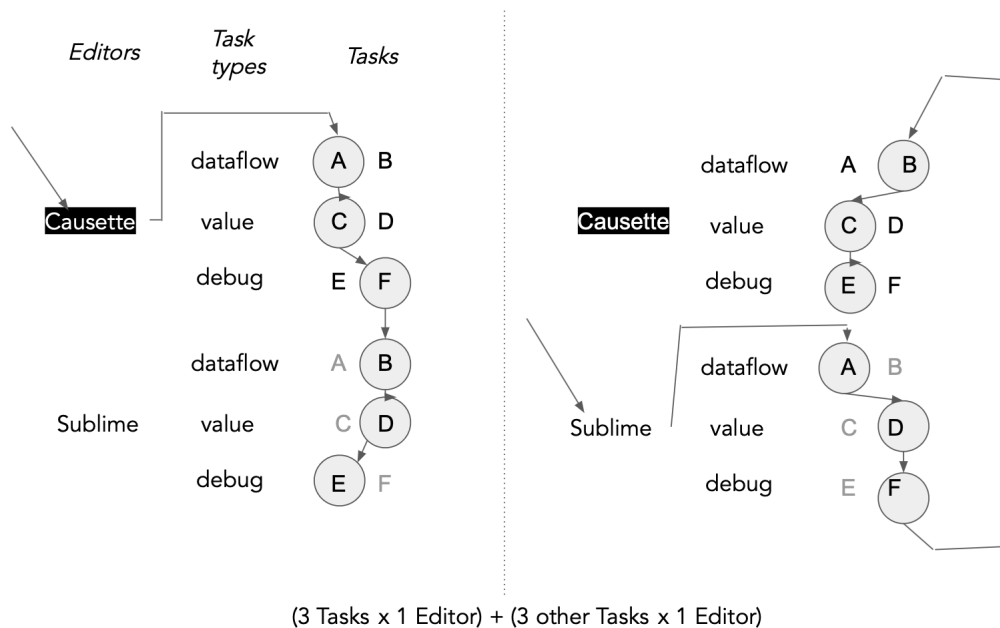 Editors Task types Tasks
dataflow A B
Causette value C D
debug E F
dataflow A B
Sublime value C D
debug E F
dataflow A B
Causette value C D
debug E F
dataflow A B
Sublime value C D
debug E F
(3 Tasks x 1 Editor) + (3 other Tasks x 1 Editor)